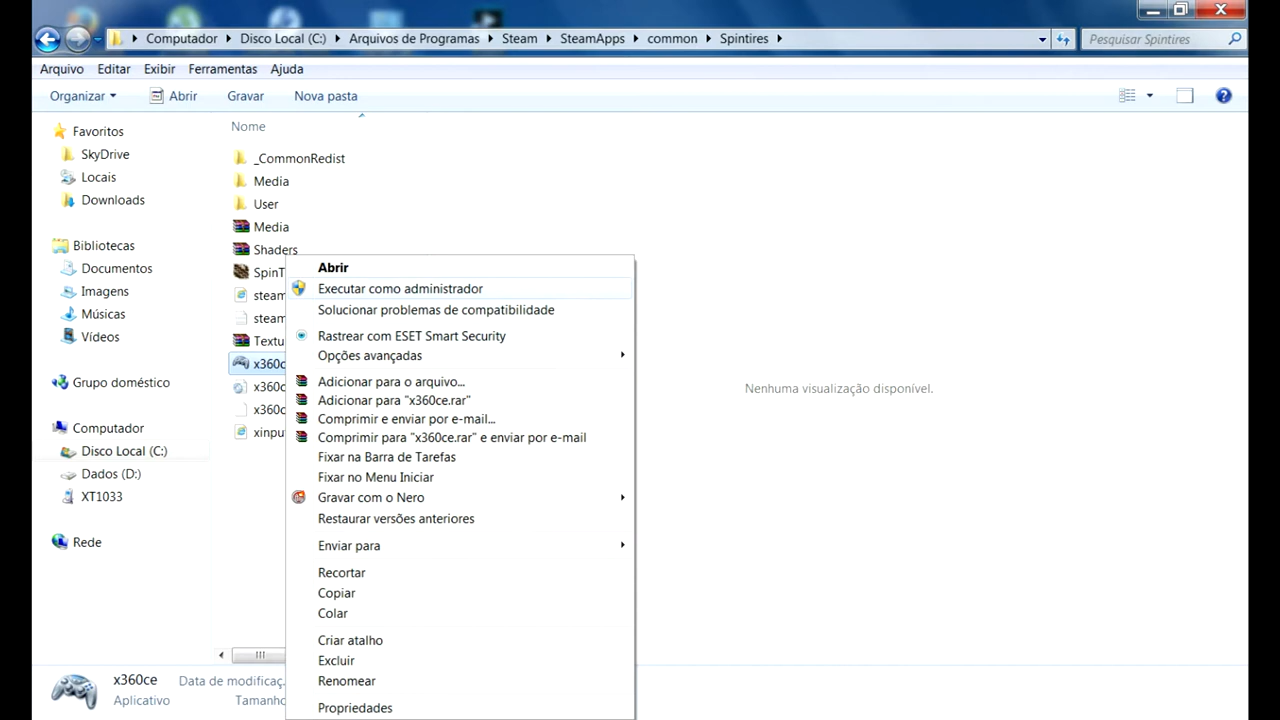 Computador Disco Local (C:) Arquivos de Programas Steam SteamApps common Spintires
Pesquisar Spintires
Arquivo Editar Exibir Ferramentas Ajuda
Organizar Abrir Gravar Nova pasta
Favoritos
SkyDrive
Locais
Downloads
Bibliotecas
Documentos
Imagens
Músicas
Vídeos
Grupo doméstico
Computador
Disco Local (C:)
Dados (D:)
XT1033
Rede
Nome
_CommonRedist
Media
User
Media
Shaders
SpinT
steam
steam
Textu
x360c
x360c
x360c
xinpu
Abrir
Executar como administrador
Solucionar problemas de compatibilidade
Rastrear com ESET Smart Security
Opções avançadas
Adicionar para o arquivo...
Adicionar para "x360ce.rar"
Comprimir e enviar por e-mail...
Comprimir para "x360ce.rar" e enviar por e-mail
Fixar na Barra de Tarefas
Fixar no Menu Iniciar
Gravar com o Nero
Restaurar versões anteriores
Enviar para
Recortar
Copiar
Colar
Criar atalho
Excluir
Renomear
Propriedades
Nenhuma visualização disponível.
x360ce Data de modificaç
Aplicativo Tamanho